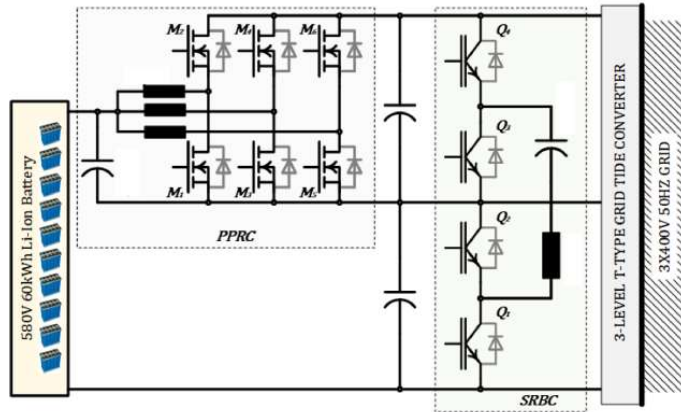 M₂
M₄
M₆
Q₄
Q₃
M₁
M₃
M₅
PPRC
Q₂
Q₁
SRBC
580V 60kWh Li-Ion Battery
3-LEVEL T-TYPE GRID TIDE CONVERTER
3X400V 50HZ GRID